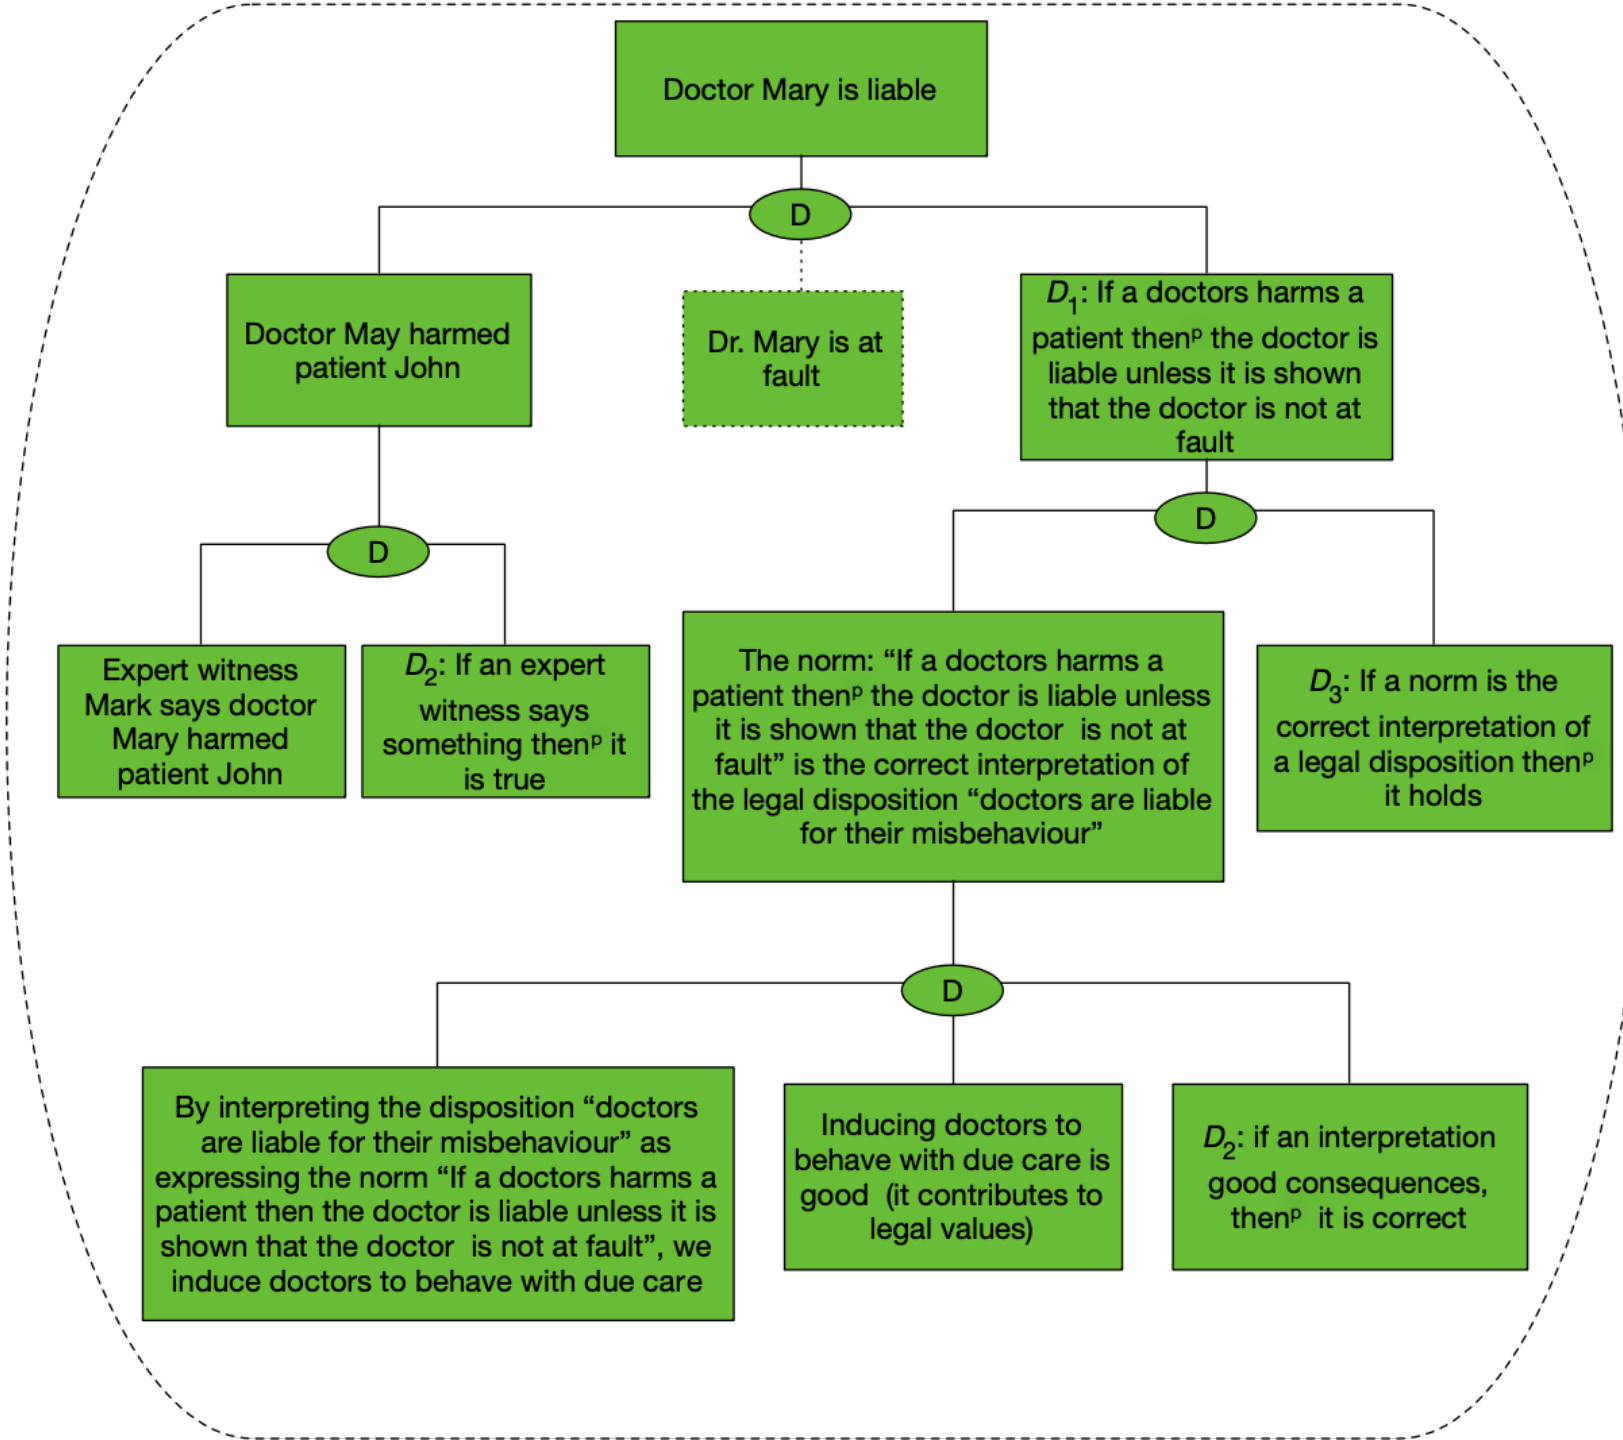 Doctor Mary is liable
D
Doctor May harmed
patient John
Dr. Mary is at
fault
D₁: If a doctors harms a
patient thenᵖ the doctor is
liable unless it is shown
that the doctor is not at
fault
D
D
Expert witness
Mark says doctor
Mary harmed
patient John
D₂: If an expert
witness says
something thenᵖ it
is true
The norm: “If a doctors harms a
patient thenᵖ the doctor is liable unless
it is shown that the doctor is not at
fault” is the correct interpretation of
the legal disposition “doctors are liable
for their misbehaviour”
D₃: If a norm is the
correct interpretation of
a legal disposition thenᵖ
it holds
D
By interpreting the disposition “doctors
are liable for their misbehaviour” as
expressing the norm “If a doctors harms a
patient then the doctor is liable unless it is
shown that the doctor is not at fault”, we
induce doctors to behave with due care
Inducing doctors to
behave with due care is
good (it contributes to
legal values)
D₂: if an interpretation
good consequences,
thenᵖ it is correct